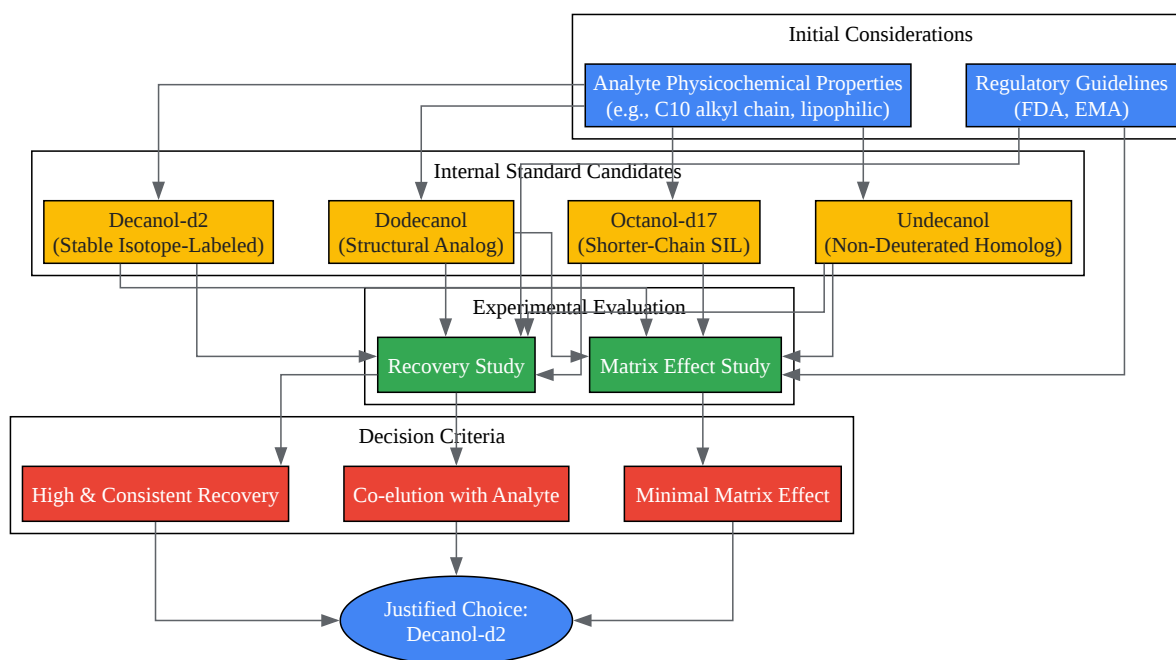 Initial Considerations
Analyte Physicochemical Properties
(e.g., C10 alkyl chain, lipophilic)
Regulatory Guidelines
(FDA, EMA)
Internal Standard Candidates
Decanol-d2
(Stable Isotope-Labeled)
Dodecanol
(Structural Analog)
Octanol-d17
(Shorter-Chain SIL)
Undecanol
(Non-Deuterated Homolog)
Experimental Evaluation
Recovery Study
Matrix Effect Study
Decision Criteria
High & Consistent Recovery
Co-elution with Analyte
Minimal Matrix Effect
Justified Choice:
Decanol-d2